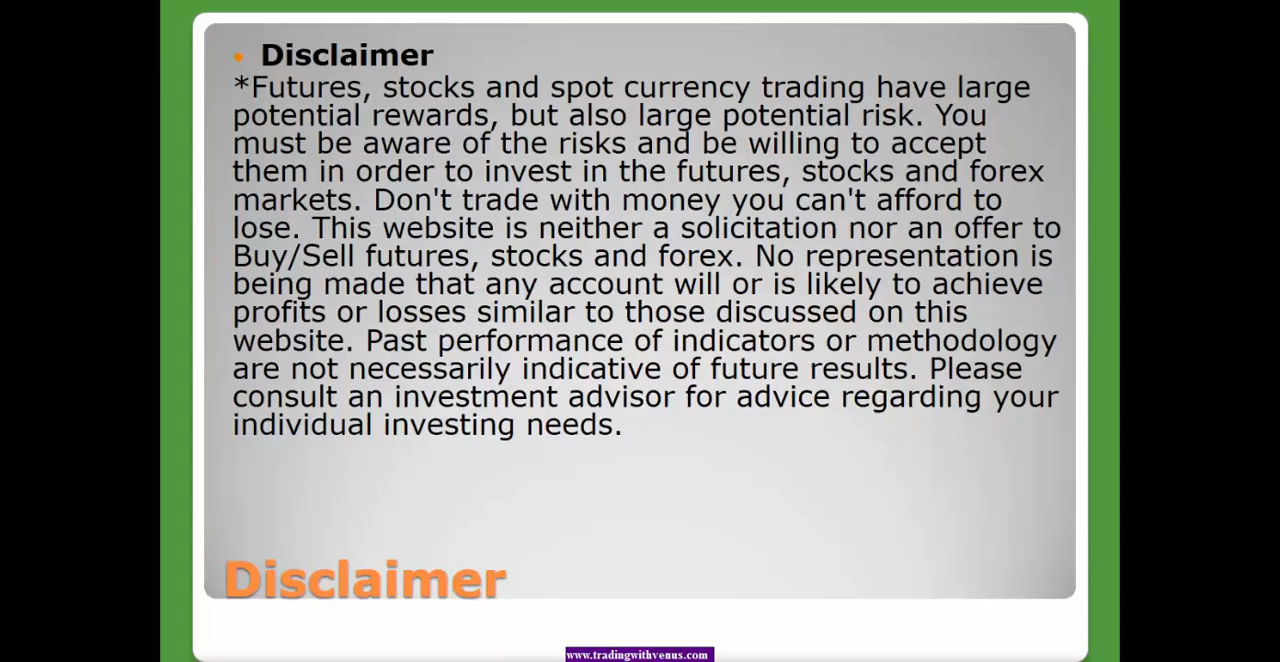 Disclaimer
*Futures, stocks and spot currency trading have large
potential rewards, but also large potential risk. You
must be aware of the risks and be willing to accept
them in order to invest in the futures, stocks and forex
markets. Don't trade with money you can't afford to
lose. This website is neither a solicitation nor an offer to
Buy/Sell futures, stocks and forex. No representation is
being made that any account will or is likely to achieve
profits or losses similar to those discussed on this
website. Past performance of indicators or methodology
are not necessarily indicative of future results. Please
consult an investment advisor for advice regarding your
individual investing needs.
Disclaimer
www.tradingwithvenus.com